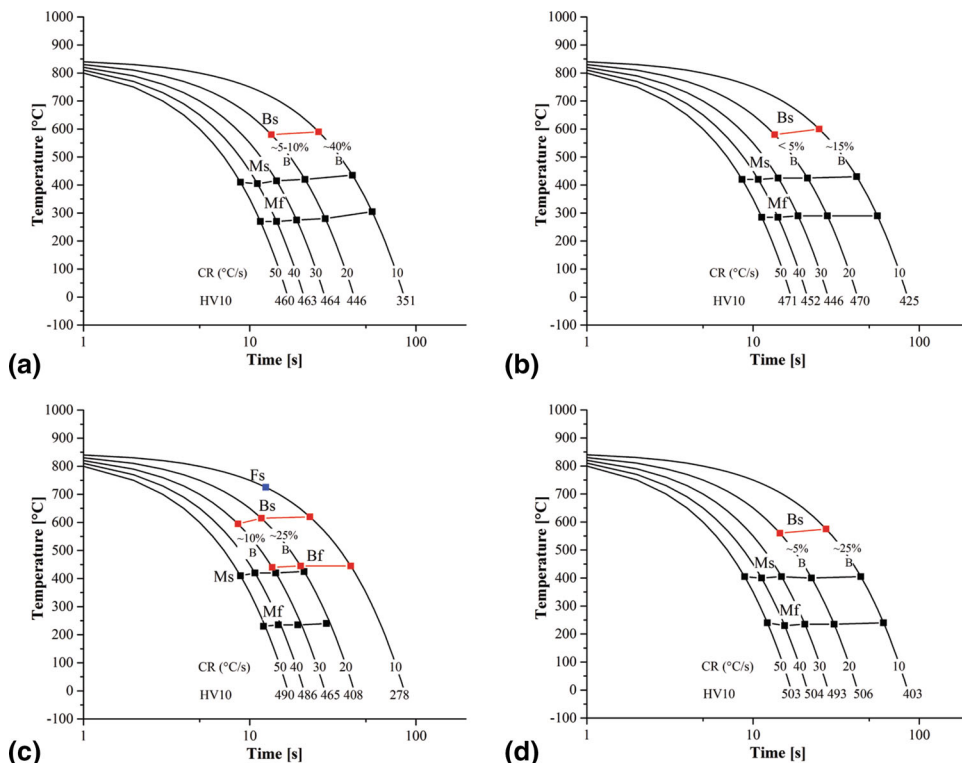 1000
900
800
700
600
500
400
300
200
100
0
-100
Temperature [°C]
Bs
~5-10% ~40%
B B
Ms
Mf
CR (°C/s) 50 40 30 20 10
HV10 460 463 464 446 351
1 10 100
Time [s]
(a)
1000
900
800
700
600
500
400
300
200
100
0
-100
Temperature [°C]
Bs
< 5% ~15%
B B
Ms
Mf
CR (°C/s) 50 40 30 20 10
HV10 471 452 446 470 425
1 10 100
Time [s]
(b)
1000
900
800
700
600
500
400
300
200
100
0
-100
Temperature [°C]
Fs
Bs
~10% ~25%
B B
Bf
Ms
Mf
CR (°C/s) 50 40 30 20 10
HV10 490 486 465 408 278
1 10 100
Time [s]
(c)
1000
900
800
700
600
500
400
300
200
100
0
-100
Temperature [°C]
Bs
~5% ~25%
B B
Ms
Mf
CR (°C/s) 50 40 30 20 10
HV10 503 504 493 506 403
1 10 100
Time [s]
(d)